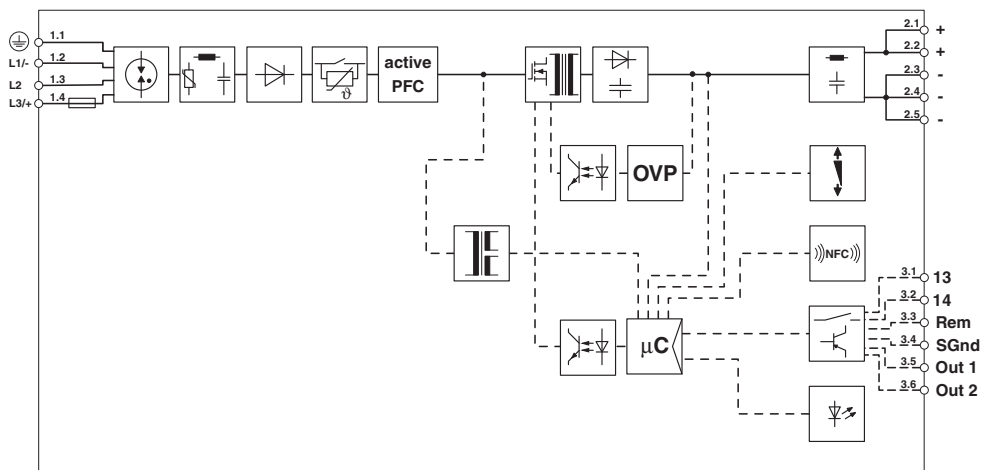 1.1
L1/- 1.2
L2 1.3
L3/+ 1.4
ϑ
active
PFC
2.1 +
2.2 +
2.3 -
2.4 -
2.5 -
OVP
NFC
µC
3.1 13
3.2 14
3.3 Rem
3.4 SGnd
3.5 Out 1
3.6 Out 2